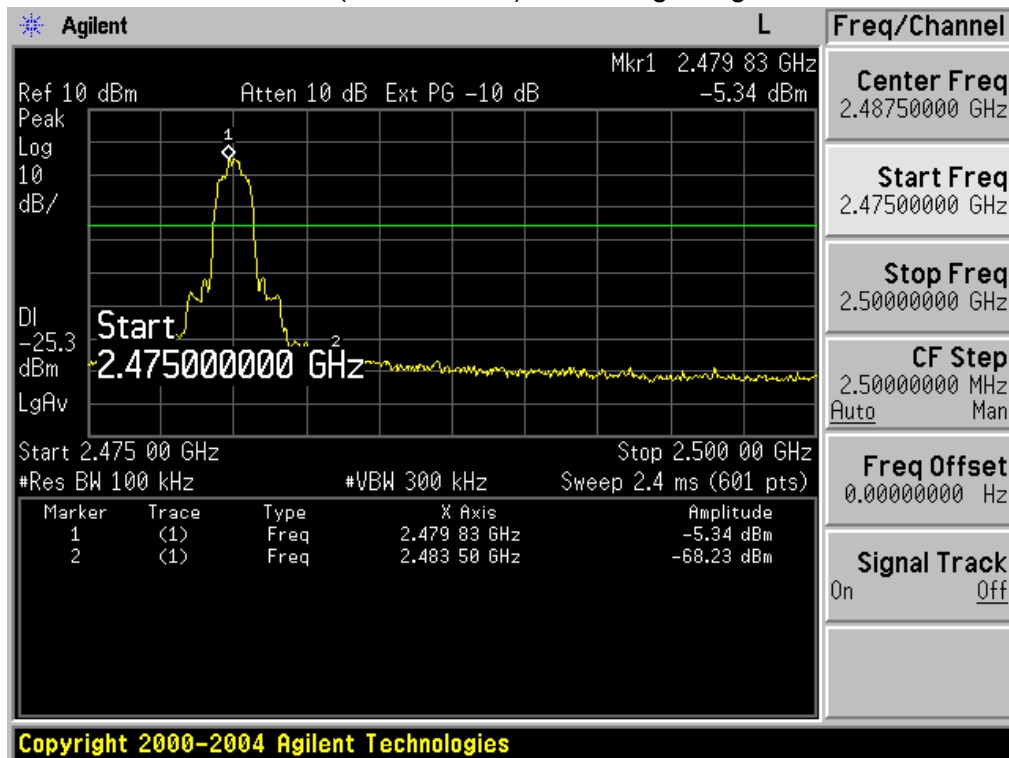 Agilent L Freq/Channel
Mkr1 2.479 83 GHz
Ref 10 dBm Atten 10 dB Ext PG -10 dB -5.34 dBm
Peak
Log
10
dB/
1
DI
-25.3
dBm
LgAv
Start
2.475000000 GHz
2
Start 2.475 00 GHz Stop 2.500 00 GHz
#Res BW 100 kHz #VBW 300 kHz Sweep 2.4 ms (601 pts)
Marker Trace Type X Axis Amplitude
1 (1) Freq 2.479 83 GHz -5.34 dBm
2 (1) Freq 2.483 50 GHz -68.23 dBm
Center Freq
2.48750000 GHz
Start Freq
2.47500000 GHz
Stop Freq
2.50000000 GHz
CF Step
2.50000000 MHz
Auto Man
Freq Offset
0.00000000 Hz
Signal Track
On Off
Copyright 2000-2004 Agilent Technologies